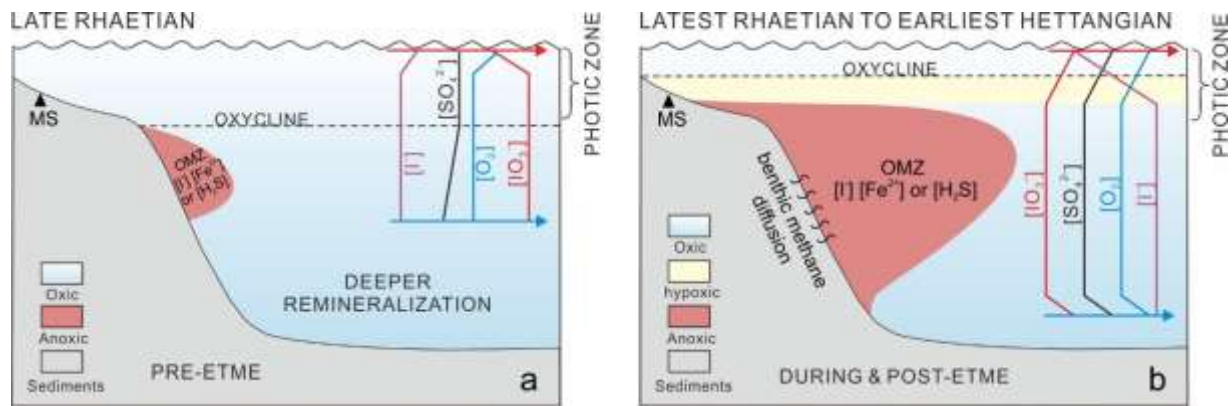 LATE RHAETIAN
OXYCLINE
MS
OMZ
[I⁻] [Fe²⁺]
or [H₂S]
[I⁻]
[SO₄²⁻]
[O₂]
[IO₃⁻]
PHOTIC ZONE
DEEPER
REMINERALIZATION
Oxic
Anoxic
Sediments
PRE-ETME
a
LATEST RHAETIAN TO EARLIEST HETTANGIAN
OXYCLINE
MS
OMZ
[I⁻] [Fe²⁺] or [H₂S]
benthic methane
diffusion
[IO₃⁻]
[SO₄²⁻]
[O₂]
[I⁻]
PHOTIC ZONE
Oxic
hypoxic
Anoxic
Sediments
DURING & POST-ETME
b